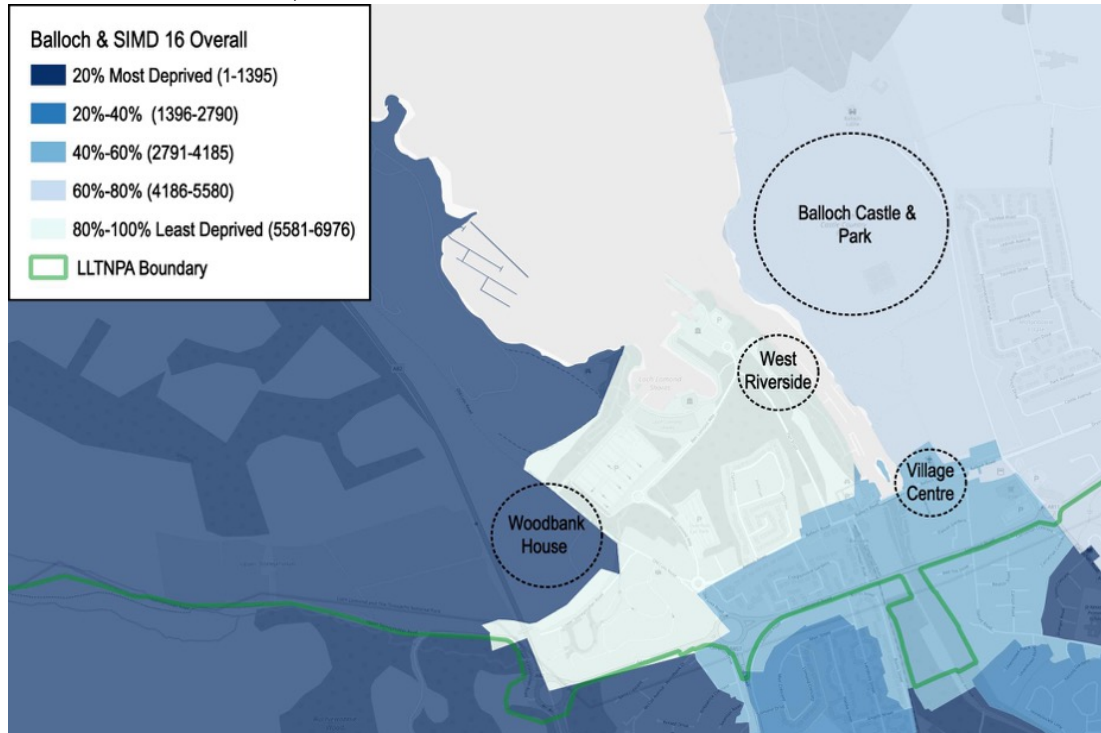 Balloch & SIMD 16 Overall
20% Most Deprived (1-1395)
20%-40% (1396-2790)
40%-60% (2791-4185)
60%-80% (4186-5580)
80%-100% Least Deprived (5581-6976)
LLTNPA Boundary
Balloch Castle &
Park
West
Riverside
Village
Centre
Woodbank
House